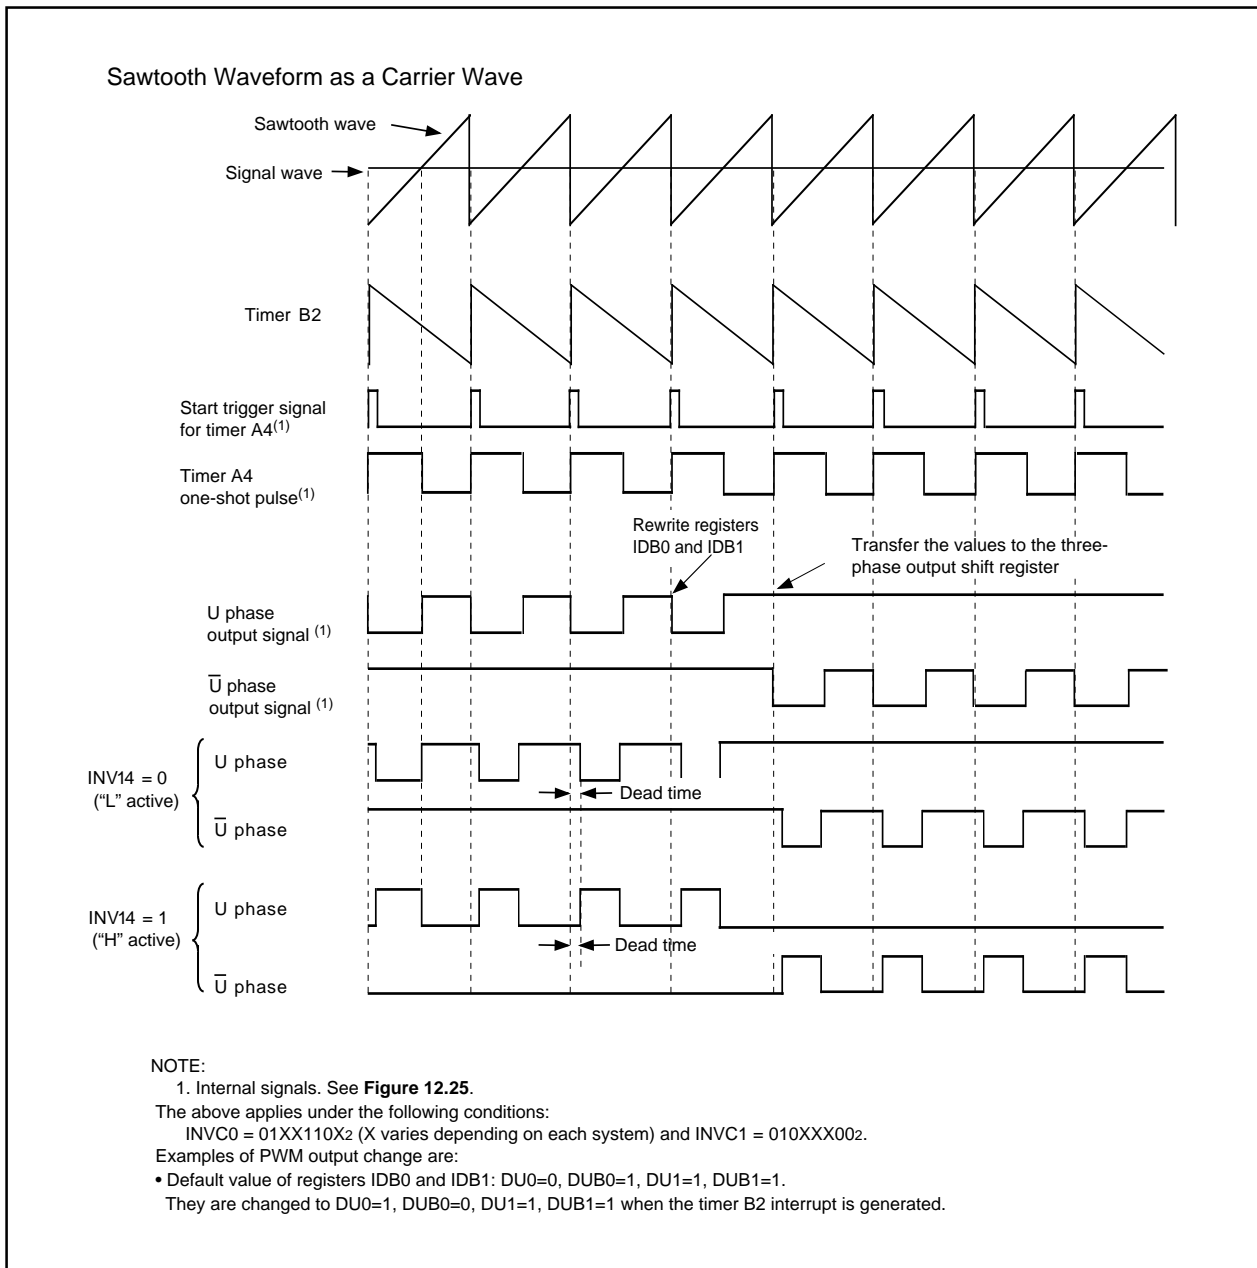 Sawtooth Waveform as a Carrier Wave
Sawtooth wave
Signal wave
Timer B2
Start trigger signal
for timer A4(1)
Timer A4
one-shot pulse(1)
Rewrite registers
IDB0 and IDB1
Transfer the values to the three-
phase output shift register
U phase
output signal (1)
U̅ phase
output signal (1)
INV14 = 0
(“L” active)
U phase
Dead time
U̅ phase
INV14 = 1
(“H” active)
U phase
Dead time
U̅ phase
NOTE:
1. Internal signals. See Figure 12.25.
The above applies under the following conditions:
INVC0 = 01XX110X2 (X varies depending on each system) and INVC1 = 010XXX002.
Examples of PWM output change are:
• Default value of registers IDB0 and IDB1: DU0=0, DUB0=1, DU1=1, DUB1=1.
They are changed to DU0=1, DUB0=0, DU1=1, DUB1=1 when the timer B2 interrupt is generated.